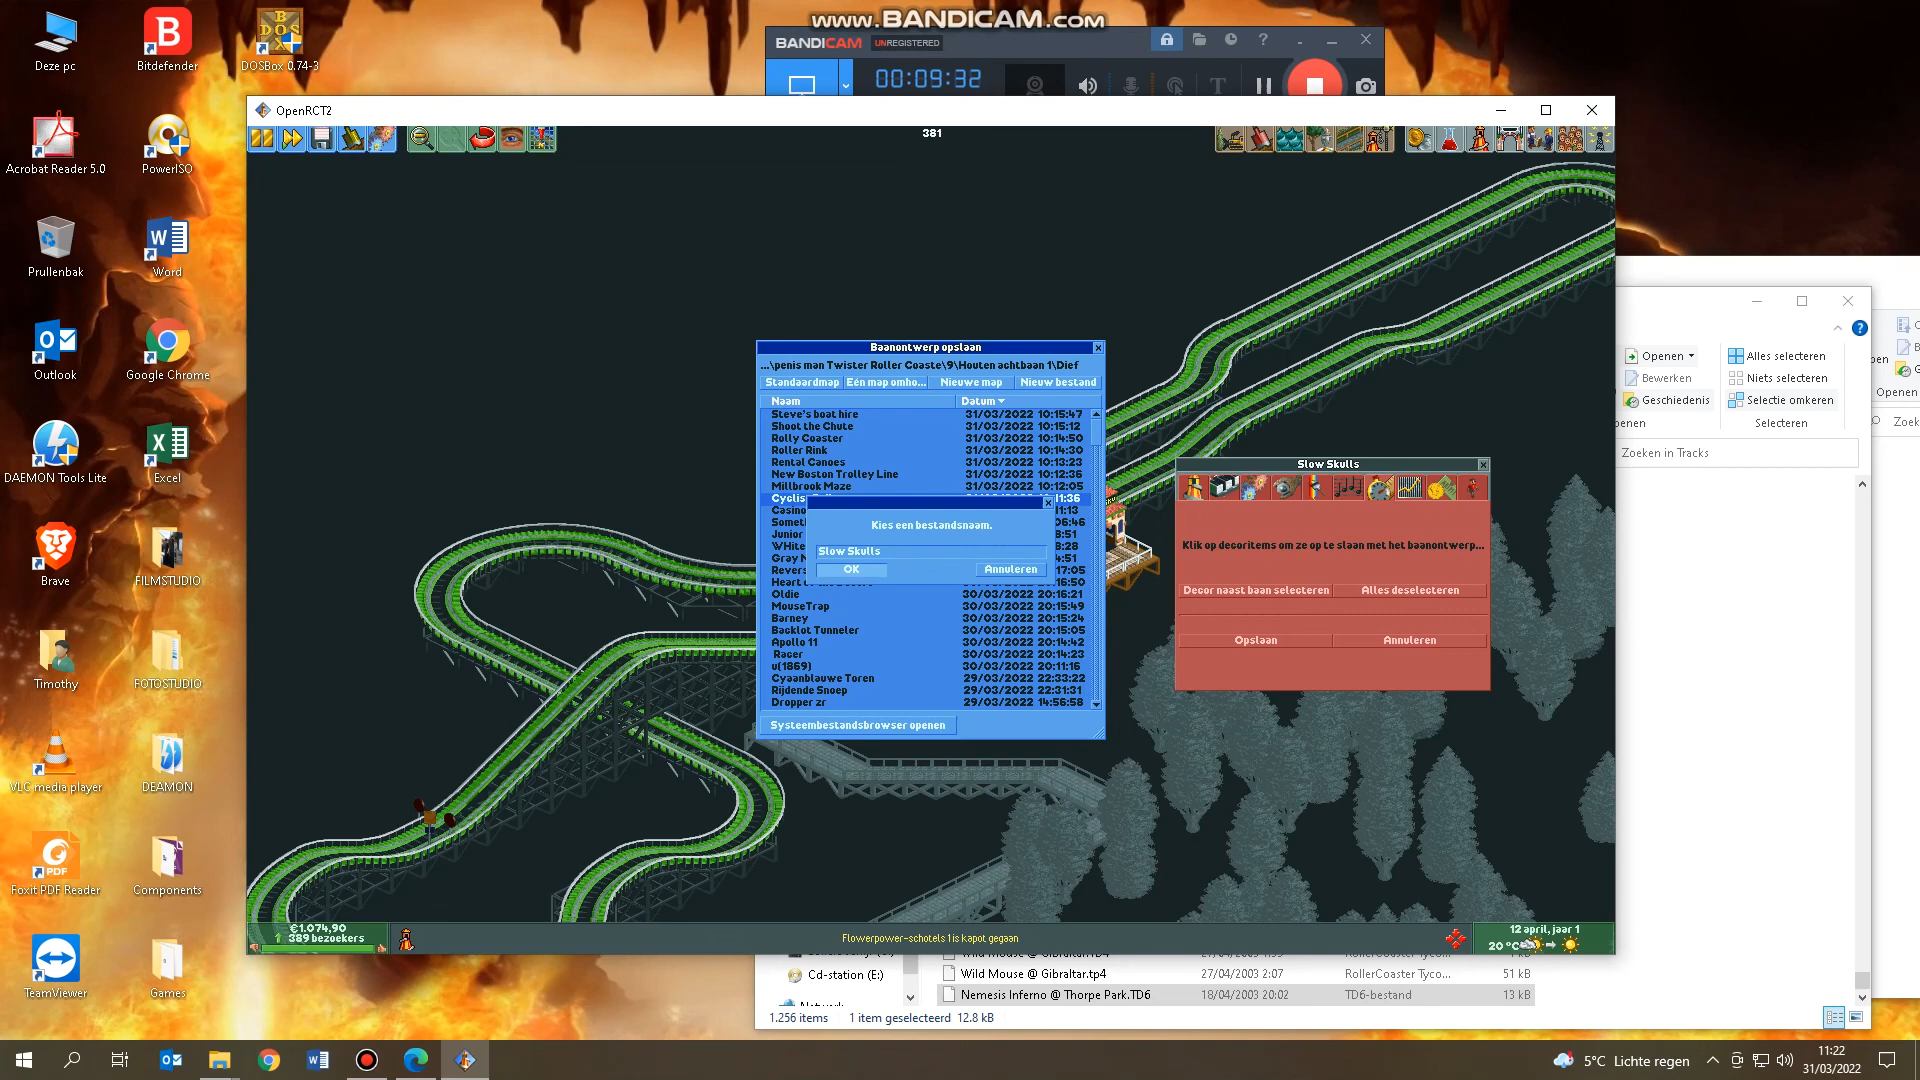 www.BANDICAM.com
BANDICAM UNREGISTERED
00:09:32
Deze pc
Bitdefender
DOSBox 0.74-3
Acrobat Reader 5.0
PowerISO
Prullenbak
Word
Outlook
Google Chrome
DAEMON Tools Lite
Excel
Brave
FILMSTUDIO
Timothy
FOTOSTUDIO
VLC media player
DEAMON
Foxit PDF Reader
Components
TeamViewer
Games
OpenRCT2
381
Baanontwerp opslaan
...\penis man Twister Roller Coaste\9\Houten achtbaan 1\Dief
Standaardmap
Eén map omho...
Nieuwe map
Nieuw bestand
Naam Datum
Steve's boat hire 31/03/2022 10:15:47
Shoot the Chute 31/03/2022 10:15:12
Rolly Coaster 31/03/2022 10:14:50
Roller Rink 31/03/2022 10:14:30
Rental Canoes 31/03/2022 10:13:23
New Boston Trolley Line 31/03/2022 10:12:36
Millbrook Maze 31/03/2022 10:12:05
Casino
Junior
Oldie 30/03/2022 20:16:21
MouseTrap 30/03/2022 20:15:49
Barney 30/03/2022 20:15:24
Backlot Tunneler 30/03/2022 20:15:05
Apollo 11 30/03/2022 20:14:42
Racer 30/03/2022 20:14:23
u(1869) 30/03/2022 20:11:16
Cyaanblauwe Toren 29/03/2022 22:33:22
Rijdende Snoep 29/03/2022 22:31:31
Dropper zr 29/03/2022 14:56:58
Systeembestandsbrowser openen
Kies een bestandsnaam.
Slow Skulls
OK Annuleren
Slow Skulls
Klik op decoritems om ze op te slaan met het baanontwerp...
Decor naast baan selecteren Alles deselecteren
Opslaan Annuleren
€1.074,90
389 bezoekers
Flowerpower-schotels 1 is kapot gegaan
12 april, jaar 1
20 °C
Openen
Bewerken
Geschiedenis
Alles selecteren
Niets selecteren
Selectie omkeren
Selecteren
Openen
Zoek
Zoeken in Tracks
Cd-station (E:)
Wild Mouse @ Gibraltar.tp4 27/04/2003 2:07 RollerCoaster Tyco... 51 kB
Nemesis Inferno @ Thorpe Park.TD6 18/04/2003 20:02 TD6-bestand 13 kB
1.256 items 1 item geselecteerd 12.8 kB
5°C Lichte regen
11:22
31/03/2022